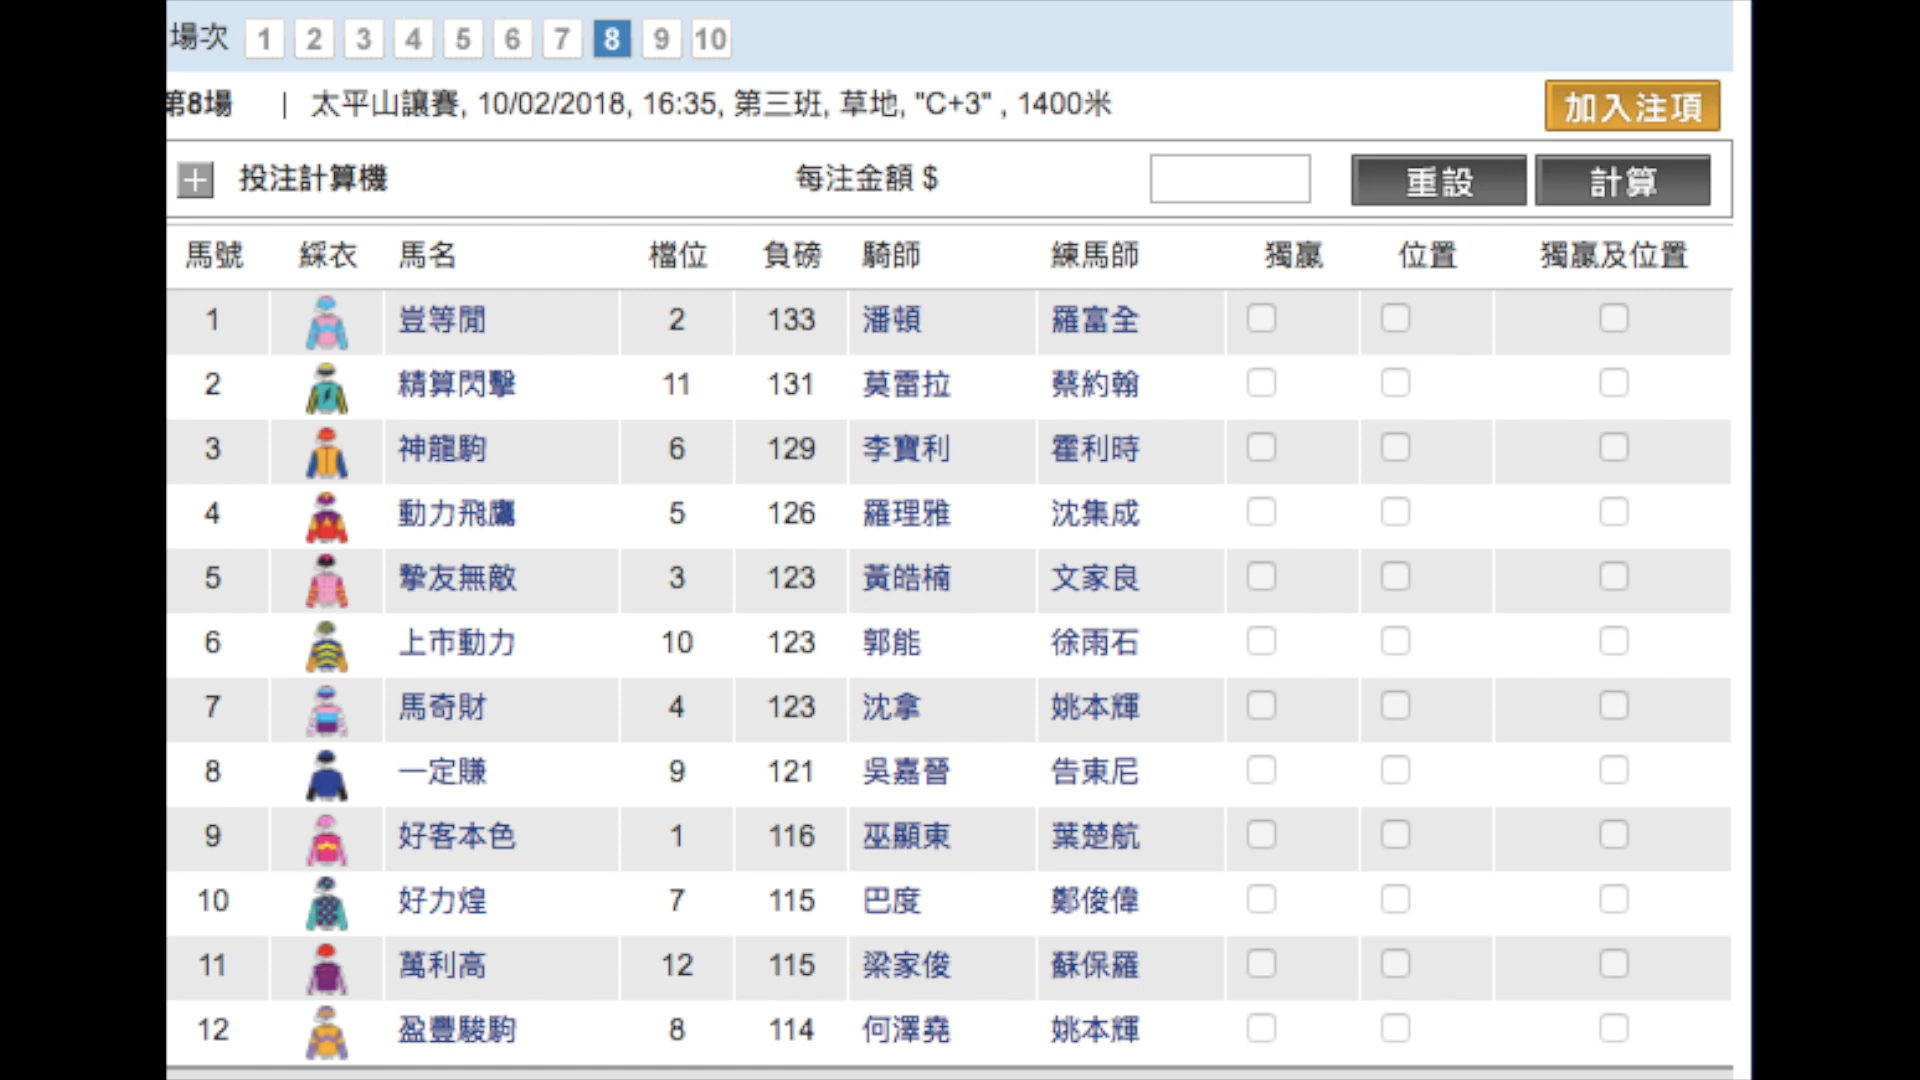 場次 1 2 3 4 5 6 7 8 9 10
第8場 | 太平山讓賽, 10/02/2018, 16:35, 第三班, 草地, "C+3" , 1400米 加入注項
投注計算機 每注金額 $ 重設 計算
馬號 綵衣 馬名 檔位 負磅 騎師 練馬師 獨贏 位置 獨贏及位置
1 豈等閒 2 133 潘頓 羅富全
2 精算閃擊 11 131 莫雷拉 蔡約翰
3 神龍駒 6 129 李寶利 霍利時
4 動力飛鷹 5 126 羅理雅 沈集成
5 摯友無敵 3 123 黃皓楠 文家良
6 上市動力 10 123 郭能 徐雨石
7 馬奇財 4 123 沈拿 姚本輝
8 一定賺 9 121 吳嘉晉 告東尼
9 好客本色 1 116 巫顯東 葉楚航
10 好力煌 7 115 巴度 鄭俊偉
11 萬利高 12 115 梁家俊 蘇保羅
12 盈豐駿駒 8 114 何澤堯 姚本輝